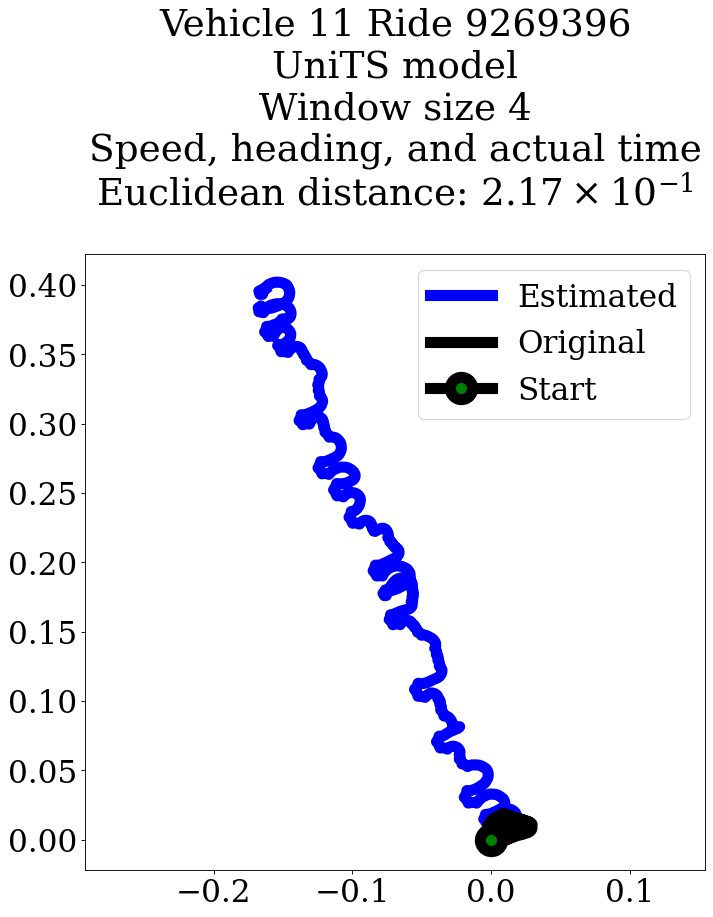 Vehicle 11 Ride 9269396
UniTS model
Window size 4
Speed, heading, and actual time
Euclidean distance: 2.17 × 10⁻¹
Estimated
Original
Start
0.40
0.35
0.30
0.25
0.20
0.15
0.10
0.05
0.00
−0.2 −0.1 0.0 0.1